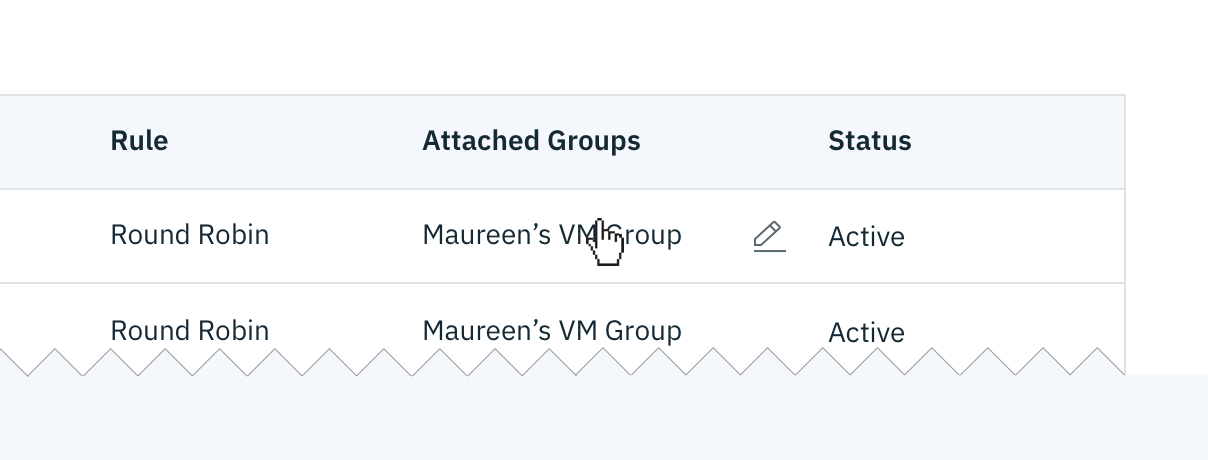 Rule Attached Groups Status
Round Robin Maureen’s VM Group Active
Round Robin Maureen’s VM Group Active